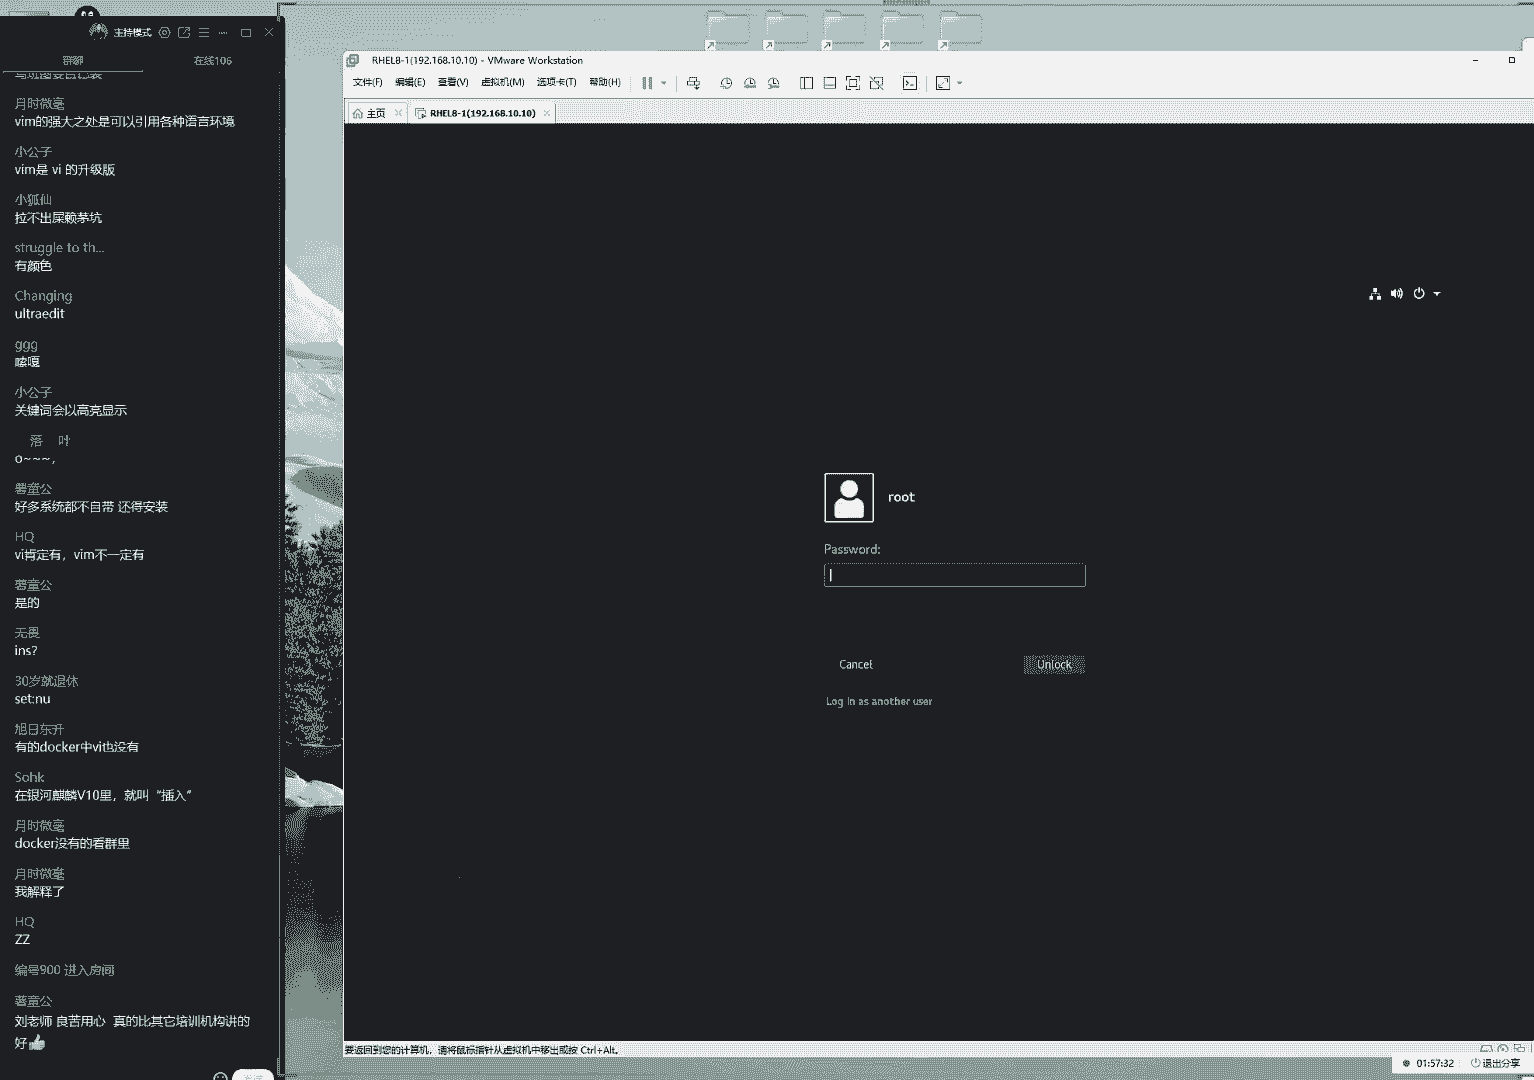 主持模式
群聊
在线106
月时微毫
vim的强大之处是可以引用各种语言环境
小公子
vim是 vi 的升级版
小狐仙
拉不出屎赖茅坑
struggle to th...
有颜色
Changing
ultraedit
ggg
嗦嘎
小公子
关键词会以高亮显示
落 叶
o~~~,
薯童公
好多系统都不自带 还得安装
HQ
vi肯定有，vim不一定有
薯童公
是的
无畏
ins?
30岁就退休
set:nu
旭日东升
有的docker中vi也没有
Sohk
在银河麒麟V10里，就叫“插入”
月时微毫
docker没有的看群里
月时微毫
我解释了
HQ
ZZ
编号900 进入房间
薯童公
刘老师 良苦用心 真的比其它培训机构讲的
好
RHEL8-1(192.168.10.10) - VMware Workstation
文件(F) 编辑(E) 查看(V) 虚拟机(M) 选项卡(T) 帮助(H)
主页
RHEL8-1(192.168.10.10)
root
Password:
Cancel
Unlock
Log in as another user
要返回到您的计算机，请将鼠标指针从虚拟机中移出或按 Ctrl+Alt。
01:57:32
退出分享